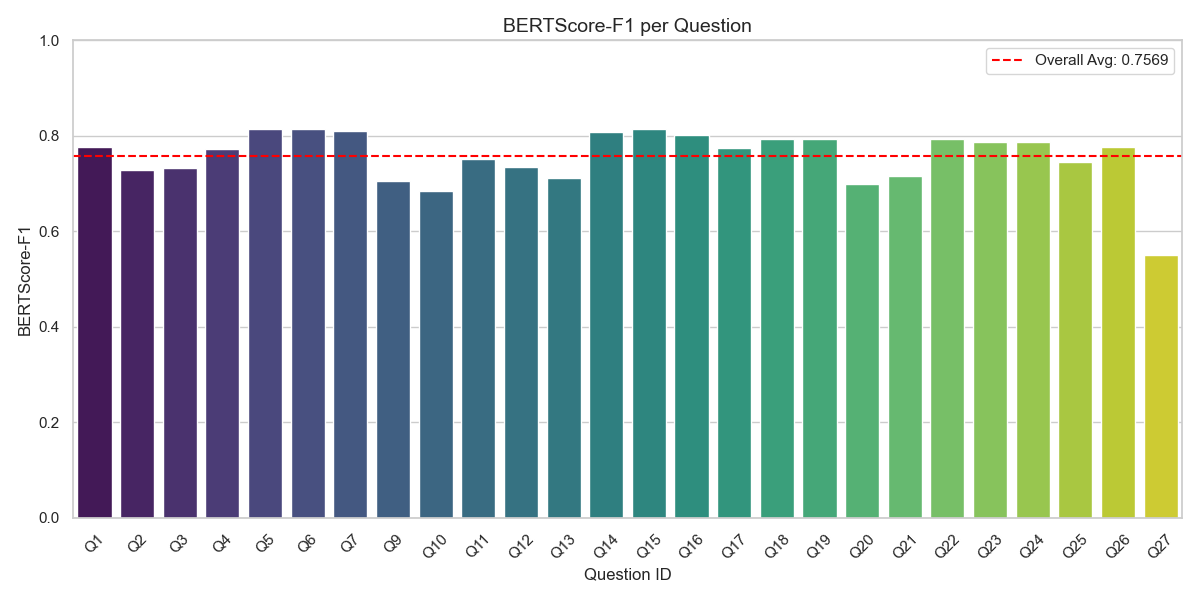 BERTScore-F1 per Question
Overall Avg: 0.7569
BERTScore-F1
1.0
0.8
0.6
0.4
0.2
0.0
Q1 Q2 Q3 Q4 Q5 Q6 Q7 Q9 Q10 Q11 Q12 Q13 Q14 Q15 Q16 Q17 Q18 Q19 Q20 Q21 Q22 Q23 Q24 Q25 Q26 Q27
Question ID